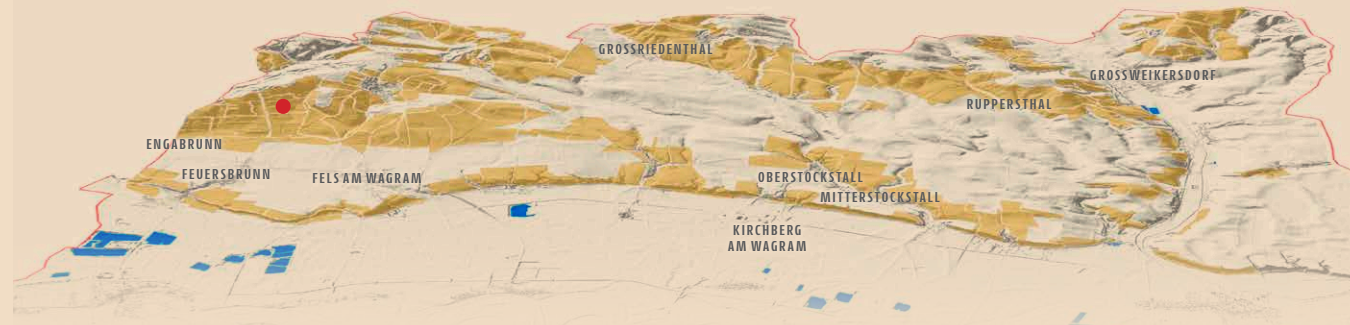 GROSSRIEDENTHAL
GROSSWEIKERSDORF
RUPPERSTHAL
ENGABRUNN
FEUERSBRUNN
FELS AM WAGRAM
OBERSTOCKSTALL
MITTERSTOCKSTALL
KIRCHBERG
AM WAGRAM